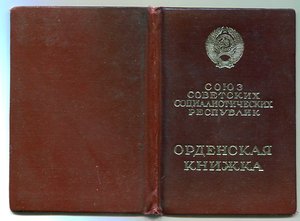 СОЮЗ
СОВЕТСКИХ
СОЦИАЛИСТИЧЕСКИХ
РЕСПУБЛИК
ОРДЕНСКАЯ
КНИЖКА